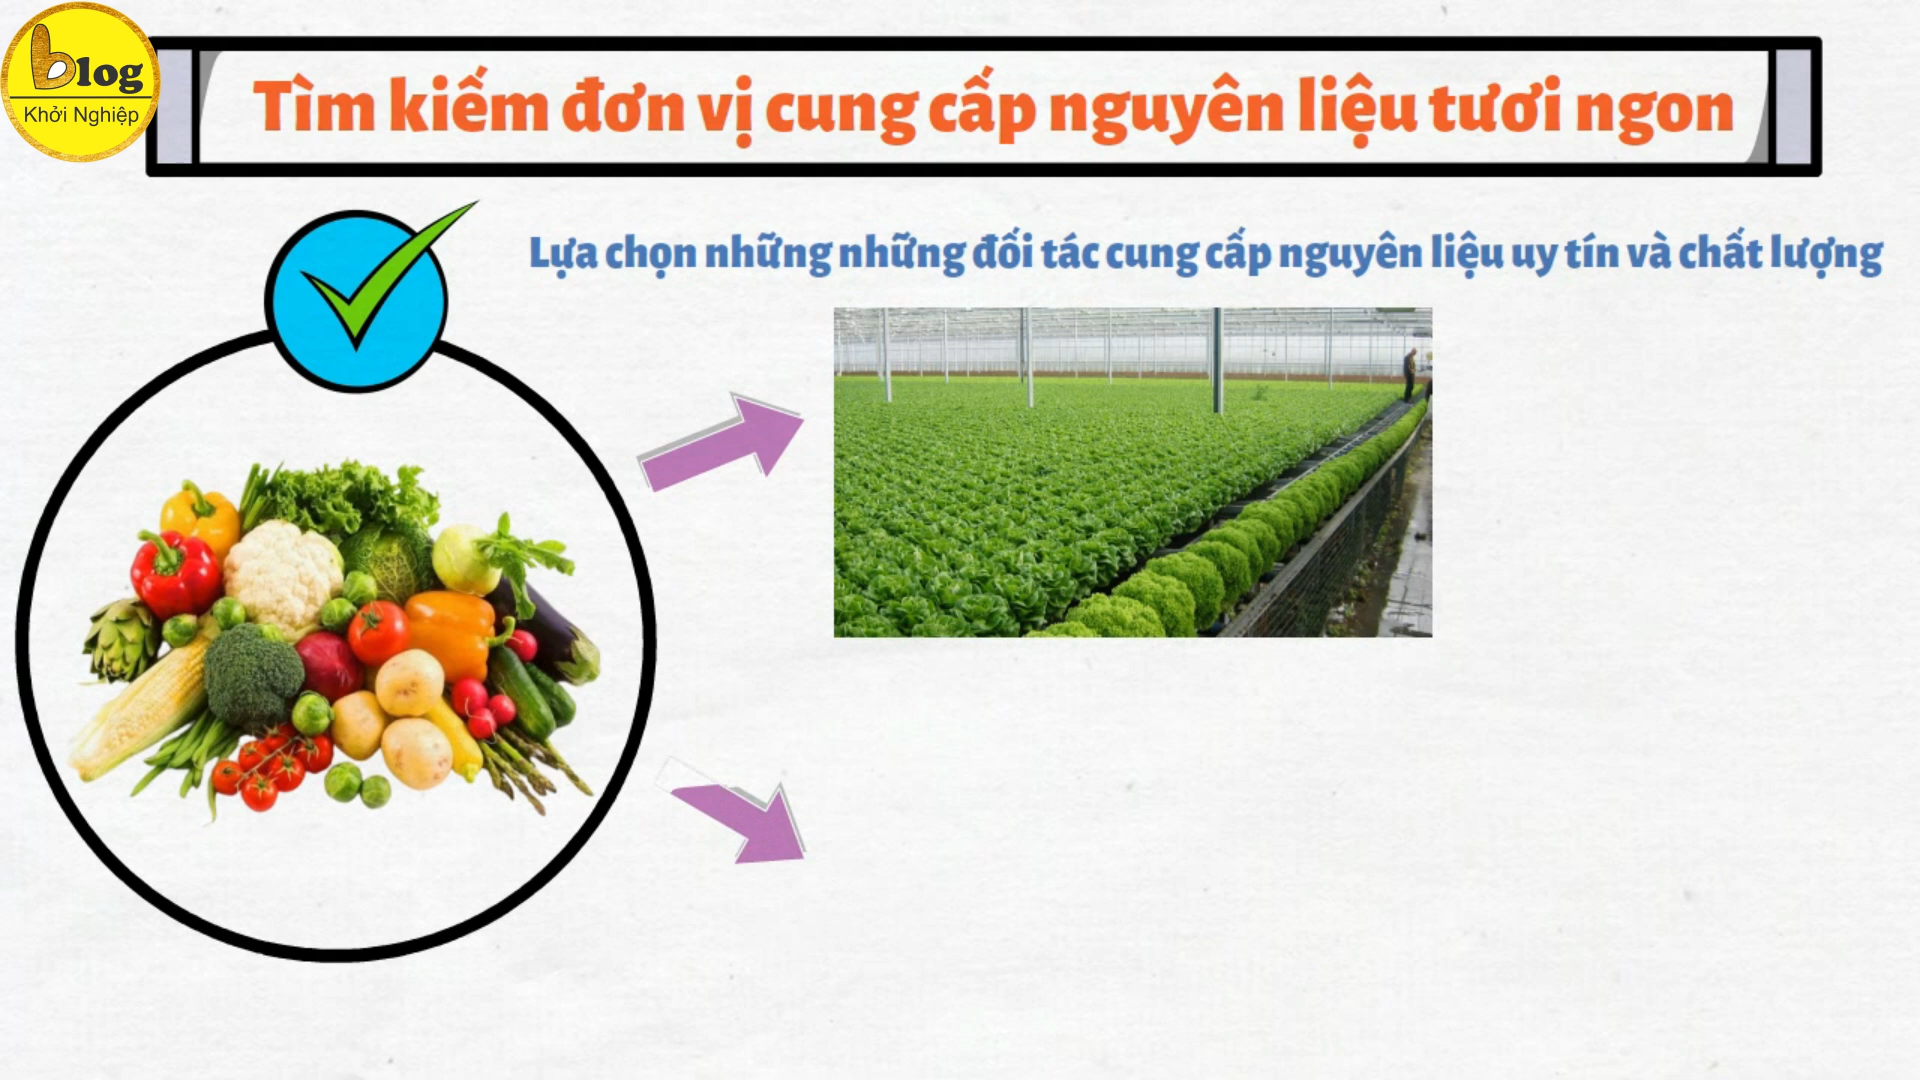 blog
Khởi Nghiệp
Tìm kiếm đơn vị cung cấp nguyên liệu tươi ngon
Lựa chọn những những đối tác cung cấp nguyên liệu uy tín và chất lượng